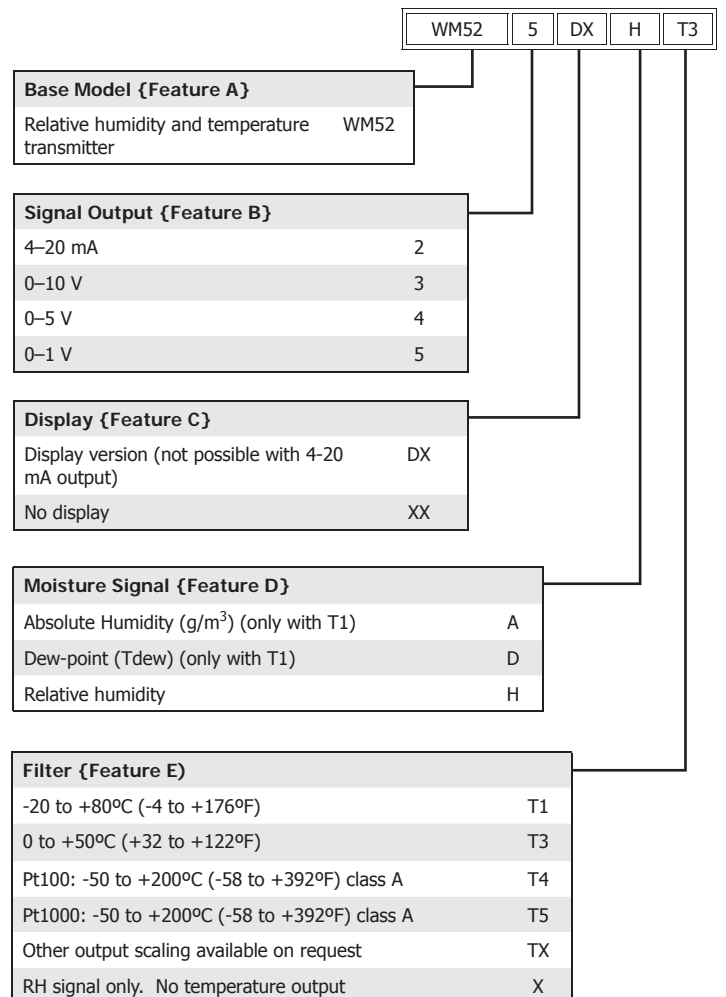 WM52 5 DX H T3
Base Model {Feature A}
Relative humidity and temperature WM52
transmitter
Signal Output {Feature B}
4–20 mA 2
0–10 V 3
0–5 V 4
0–1 V 5
Display {Feature C}
Display version (not possible with 4-20 DX
mA output)
No display XX
Moisture Signal {Feature D}
Absolute Humidity (g/m³) (only with T1) A
Dew-point (Tdew) (only with T1) D
Relative humidity H
Filter {Feature E)
-20 to +80ºC (-4 to +176ºF) T1
0 to +50ºC (+32 to +122ºF) T3
Pt100: -50 to +200ºC (-58 to +392ºF) class A T4
Pt1000: -50 to +200ºC (-58 to +392ºF) class A T5
Other output scaling available on request TX
RH signal only. No temperature output X